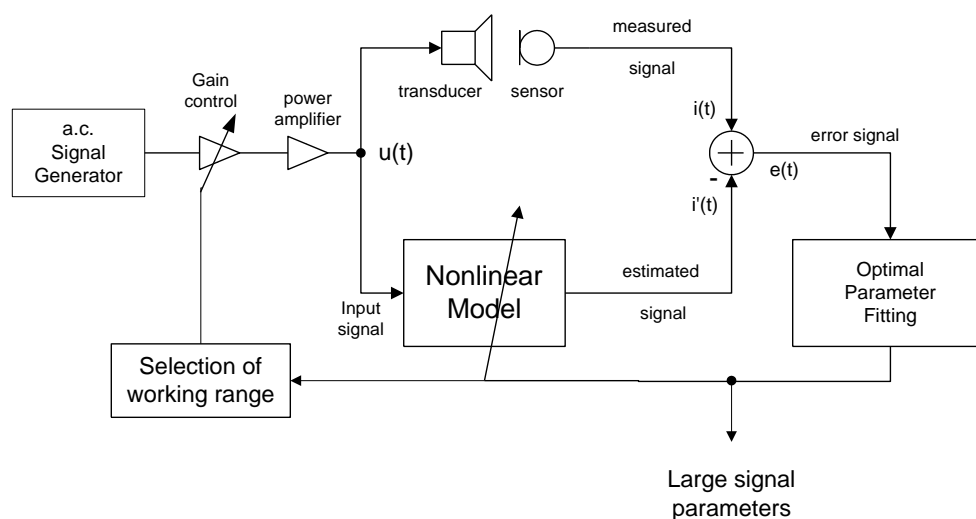 measured
signal
transducer
sensor
Gain
control
power
amplifier
a.c.
Signal
Generator
u(t)
i(t)
+
-
i'(t)
e(t)
error signal
Input
signal
Nonlinear
Model
estimated
signal
Optimal
Parameter
Fitting
Selection of
working range
Large signal
parameters